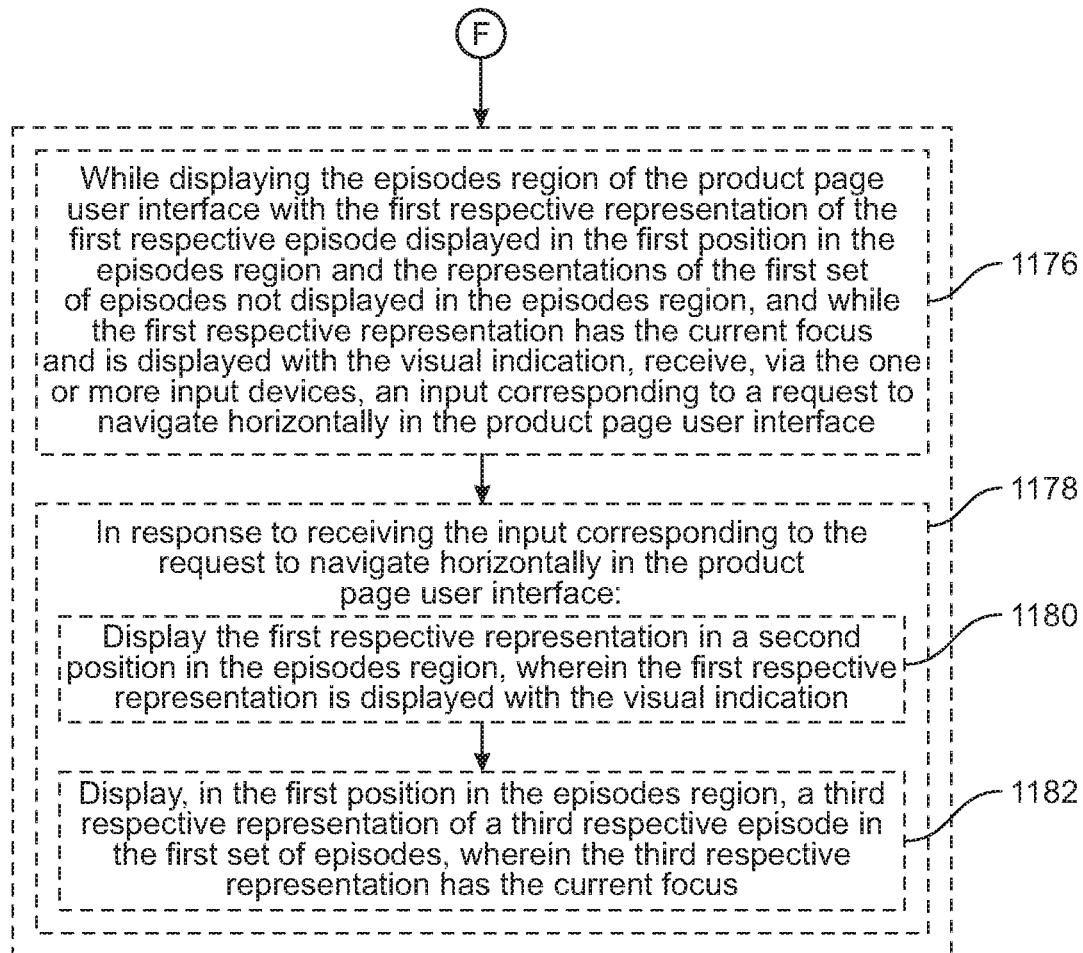 F
While displaying the episodes region of the product page
user interface with the first respective representation of the
first respective episode displayed in the first position in the
episodes region and the representations of the first set
of episodes not displayed in the episodes region, and while
the first respective representation has the current focus
and is displayed with the visual indication, receive, via the one
or more input devices, an input corresponding to a request to
navigate horizontally in the product page user interface
1176
In response to receiving the input corresponding to the
request to navigate horizontally in the product
page user interface:
1178
Display the first respective representation in a second
position in the episodes region, wherein the first respective
representation is displayed with the visual indication
1180
Display, in the first position in the episodes region, a third
respective representation of a third respective episode in
the first set of episodes, wherein the third respective
representation has the current focus
1182